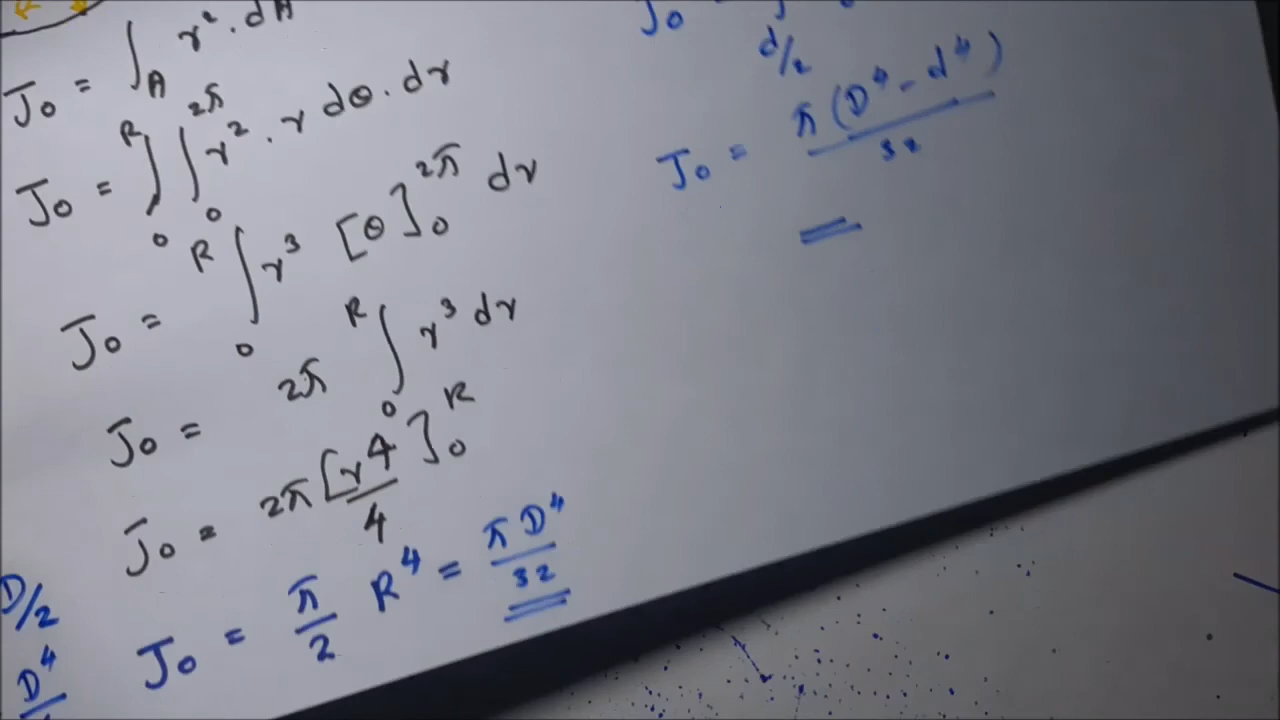 J₀ = ∫_A r². dA
J₀ = ∫₀^R ∫₀^2π r² . r dθ . dr
J₀ = ∫₀^R r³ [θ]₀^2π dr
J₀ = 2π ∫₀^R r³ dr
J₀ = 2π [r⁴/4]₀^R
J₀ = π/2 R⁴ = πD⁴/32
D/2
D⁴
J₀
d/2
J₀ = π(D⁴ - d⁴)/32